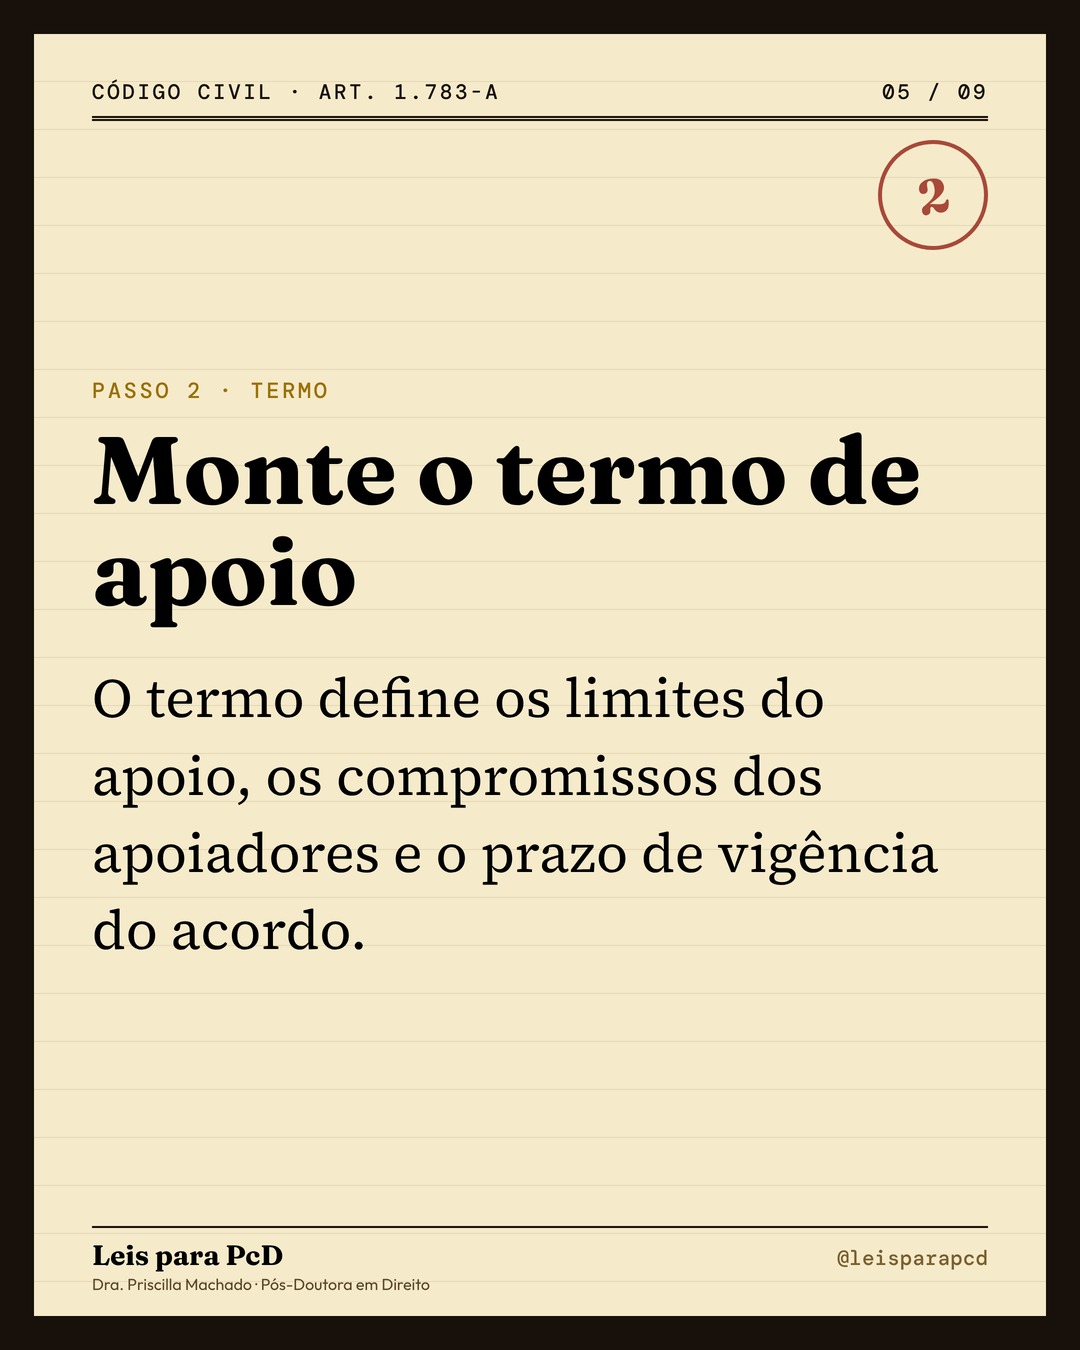 CÓDIGO CIVIL · ART. 1.783-A
05 / 09
2
PASSO 2 · TERMO
Monte o termo de
apoio
O termo define os limites do
apoio, os compromissos dos
apoiadores e o prazo de vigência
do acordo.
Leis para PcD
@leisparapcd
Dra. Priscilla Machado · Pós-Doutora em Direito